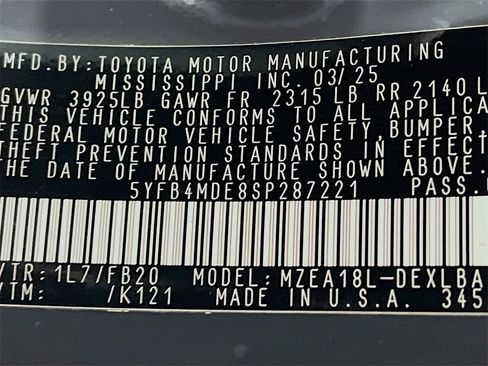 MFD. BY: TOYOTA MOTOR MANUFACTURING
MISSISSIPPI INC. 03/25
GVWR 3925LB GAWR FR 2315 LB RR 2140 L
THIS VEHICLE CONFORMS TO ALL APPLICA
FEDERAL MOTOR VEHICLE SAFETY, BUMPER,
THEFT PREVENTION STANDARDS IN EFFECT
THE DATE OF MANUFACTURE SHOWN ABOVE.
5YFB4MDE8SP287221 PASS.
/TR: 1L7/FB20 MODEL: MZEA18L-DEXLBA
/TM: /K121 MADE IN U.S.A. 345